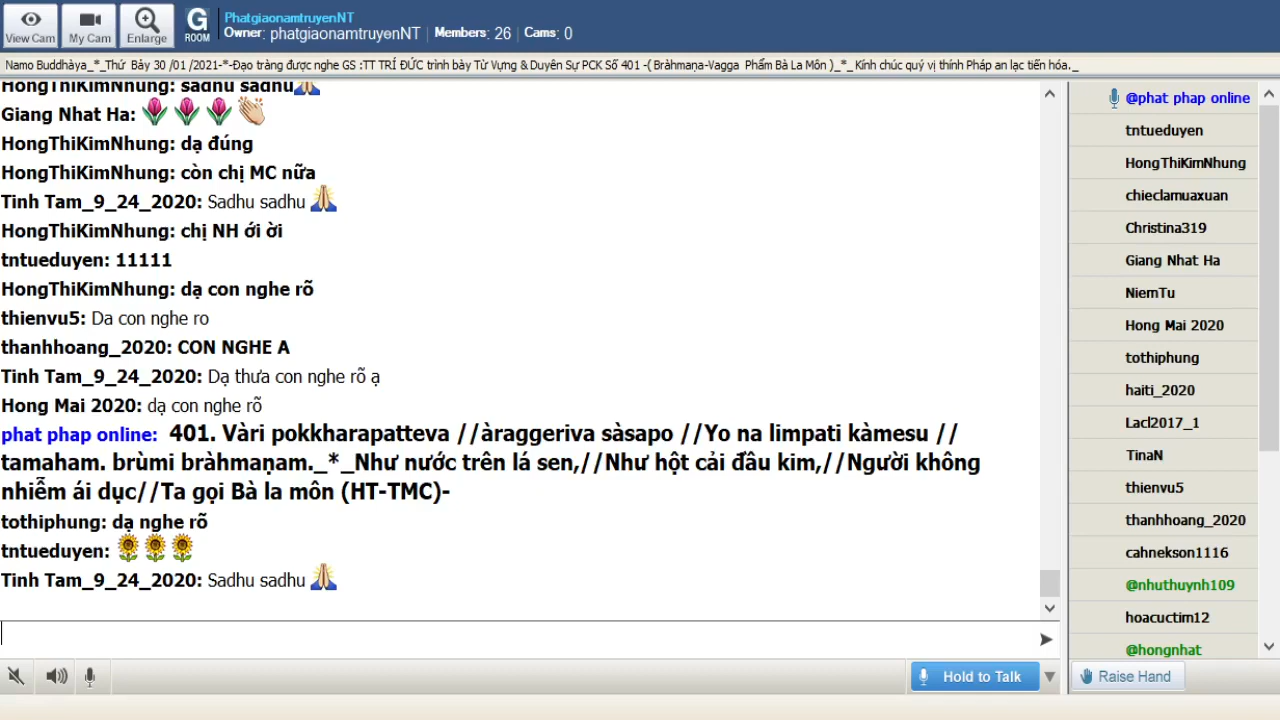 View Cam
My Cam
Enlarge
G
ROOM
PhatgiaonamtruyenNT
Owner: phatgiaonamtruyenNT | Members: 26 | Cams: 0
Namo Buddhàya_*_Thứ Bảy 30 /01 /2021-*-Đạo tràng được nghe GS :TT TRÍ ĐỨC trình bày Từ Vựng & Duyên Sự PCK Số 401 -( Bràhmaṇa-Vagga Phẩm Bà La Môn )_*_ Kính chúc quý vị thính Pháp an lạc tiến hóa._
HongThiKimNhung: sadhu sadhu
Giang Nhat Ha:
HongThiKimNhung: dạ đúng
HongThiKimNhung: còn chị MC nữa
Tinh Tam_9_24_2020: Sadhu sadhu
HongThiKimNhung: chị NH ới ời
tntueduyen: 11111
HongThiKimNhung: dạ con nghe rõ
thienvu5: Da con nghe ro
thanhhoang_2020: CON NGHE A
Tinh Tam_9_24_2020: Dạ thưa con nghe rõ ạ
Hong Mai 2020: dạ con nghe rõ
phat phap online: 401. Vàri pokkharapatteva //àraggeriva sàsapo //Yo na limpati kàmesu //
tamaham. brùmi bràhmaṇam._*_Như nước trên lá sen,//Như hột cải đầu kim,//Người không
nhiễm ái dục//Ta gọi Bà la môn (HT-TMC)-
tothiphung: dạ nghe rõ
tntueduyen:
Tinh Tam_9_24_2020: Sadhu sadhu
Hold to Talk
@phat phap online
tntueduyen
HongThiKimNhung
chieclamuaxuan
Christina319
Giang Nhat Ha
NiemTu
Hong Mai 2020
tothiphung
haiti_2020
Lacl2017_1
TinaN
thienvu5
thanhhoang_2020
cahnekson1116
@nhuthuynh109
hoacuctim12
@hongnhat
Raise Hand